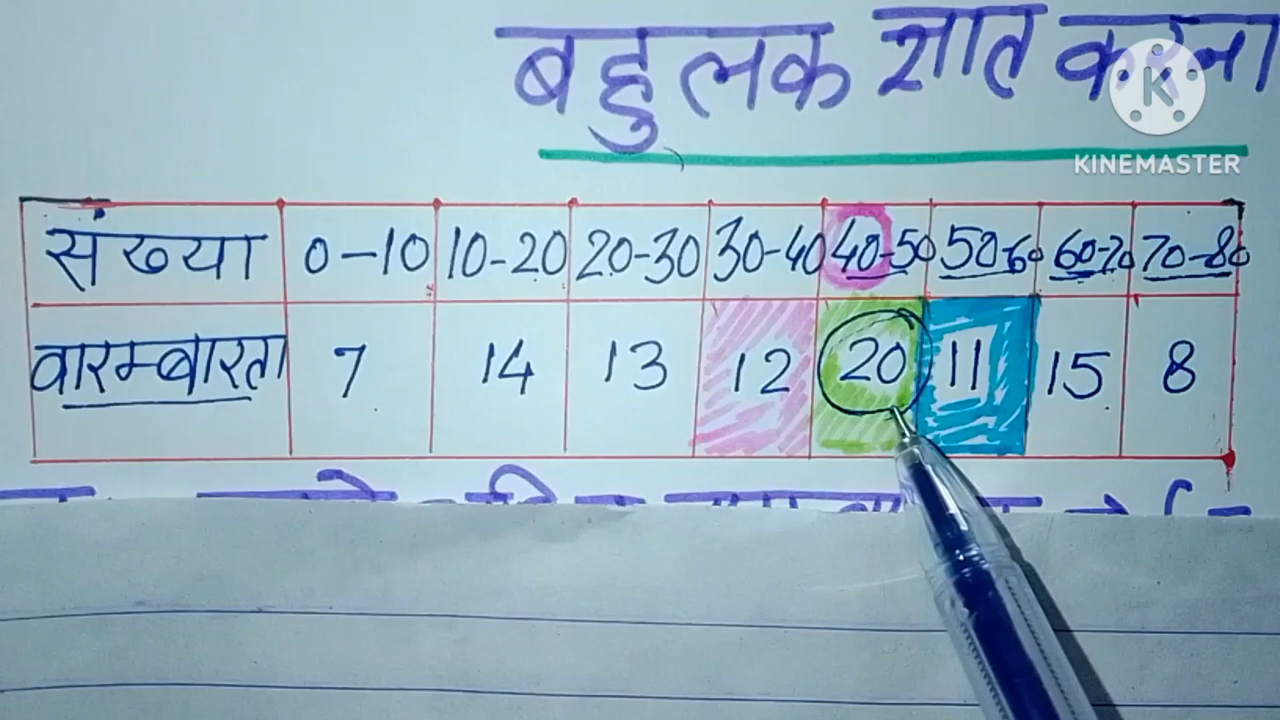 बहुलक ज्ञात करना
K
KINEMASTER
संख्या 0-10 10-20 20-30 30-40 40-50 50-60 60-70 70-80
वारम्बारता 7 14 13 12 20 11 15 8